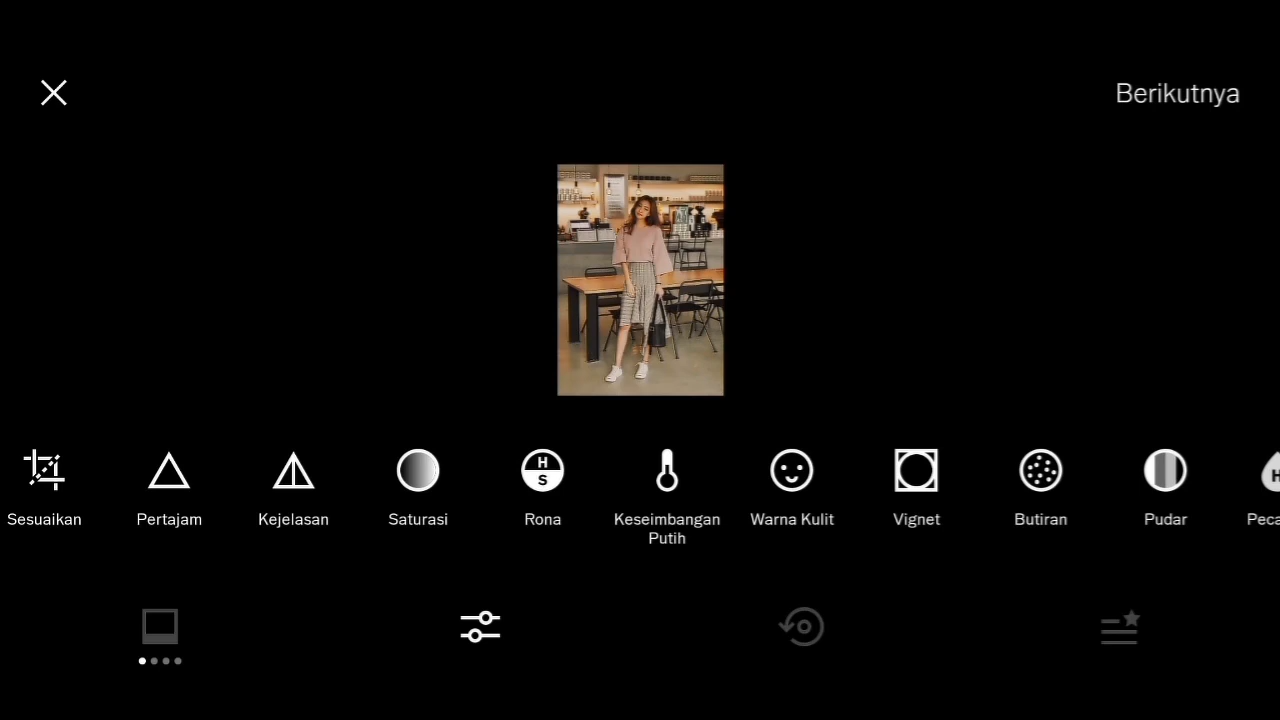 Berikutnya
Sesuaikan
Pertajam
Kejelasan
Saturasi
H
S
Rona
Keseimbangan
Putih
Warna Kulit
Vignet
Butiran
Pudar